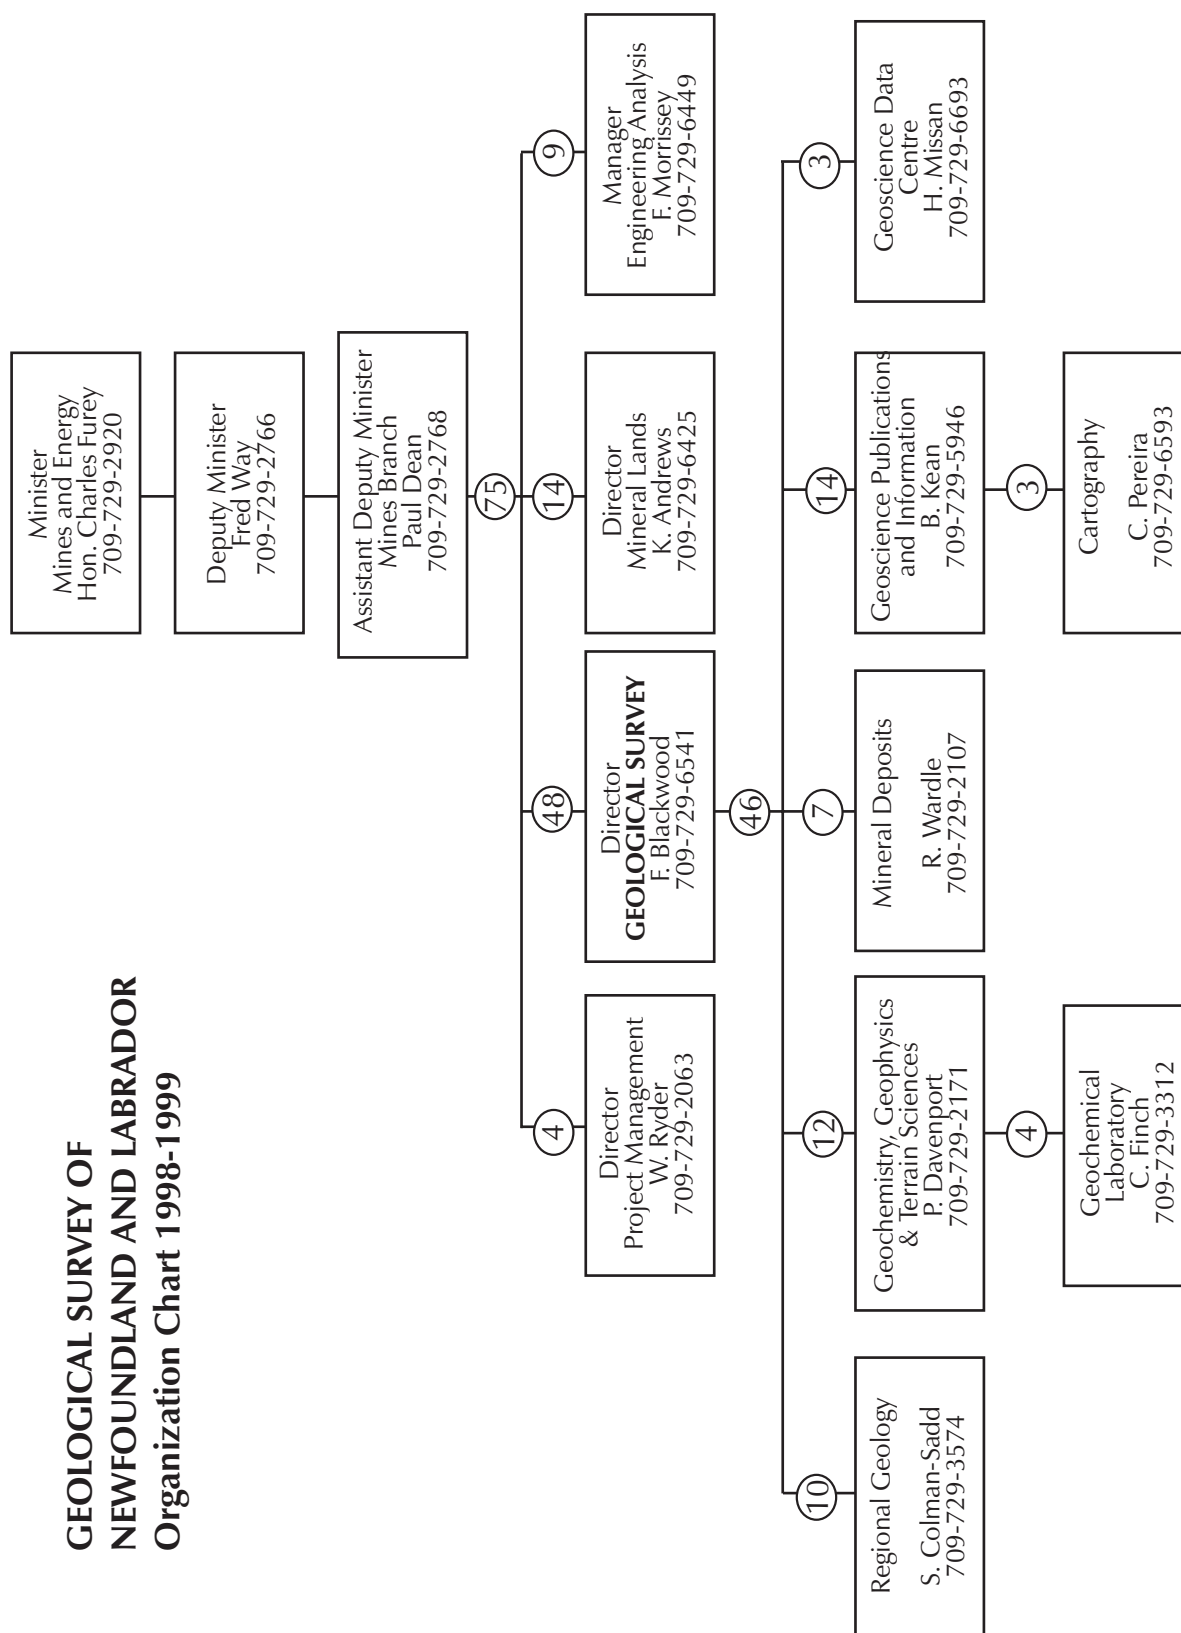 GEOLOGICAL SURVEY OF
NEWFOUNDLAND AND LABRADOR
Organization Chart 1998-1999
Minister
Mines and Energy
Hon. Charles Furey
709-729-2920
Deputy Minister
Fred Way
709-729-2766
Assistant Deputy Minister
Mines Branch
Paul Dean
709-729-2768
75
4
48
14
9
Director
Project Management
W. Ryder
709-729-2063
Director
GEOLOGICAL SURVEY
F. Blackwood
709-729-6541
Director
Mineral Lands
K. Andrews
709-729-6425
Manager
Engineering Analysis
F. Morrissey
709-729-6449
46
10
12
7
14
3
Regional Geology
S. Colman-Sadd
709-729-3574
Geochemistry, Geophysics
& Terrain Sciences
P. Davenport
709-729-2171
Mineral Deposits
R. Wardle
709-729-2107
Geoscience Publications
and Information
B. Kean
709-729-5946
Geoscience Data
Centre
H. Missan
709-729-6693
4
3
Geochemical
Laboratory
C. Finch
709-729-3312
Cartography
C. Pereira
709-729-6593